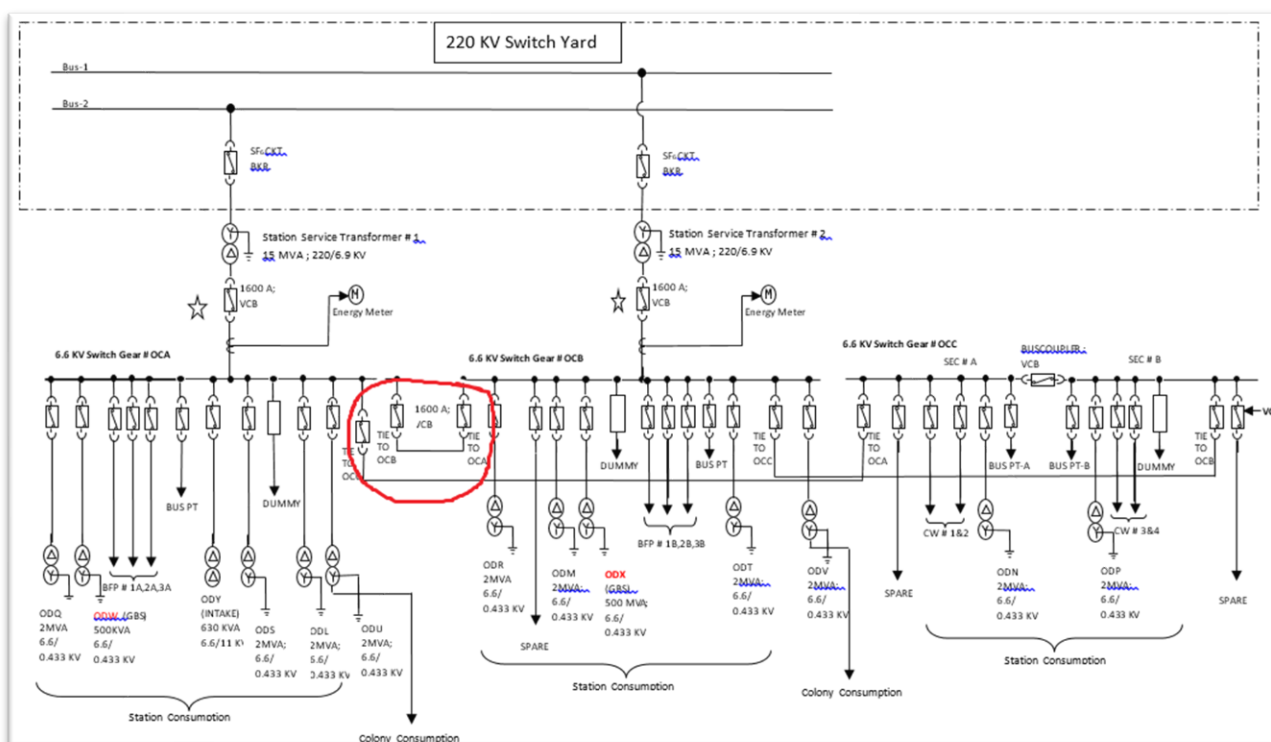 220 KV Switch Yard
Bus-1
Bus-2
SF₆CKT
BKR
SF₆CKT
BKR
Station Service Transformer # 1
15 MVA ; 220/6.9 KV
Station Service Transformer # 2
15 MVA ; 220/6.9 KV
1600 A;
VCB
M
Energy Meter
1600 A;
VCB
M
Energy Meter
6.6 KV Switch Gear # OCA
6.6 KV Switch Gear # OCB
6.6 KV Switch Gear # OCC
SEC # A
BUSCOUPLER;
VCB
SEC # B
1600 A;
/CB
TIE
TO
OCB
TIE
TO
OCA
TIE
TO
TIE
TO
OCC
TIE
TO
OCA
TIE
TO
OCB
BUS PT
DUMMY
DUMMY
BUS PT
BUS PT-A
BUS PT-B
DUMMY
BFP # 1A,2A,3A
BFP # 1B,2B,3B
CW # 1&2
CW # 3&4
ODQ
2MVA
6.6/
0.433 KV
ODW (GBS)
500KVA
6.6/
0.433 KV
ODY
(INTAKE)
630 KVA
6.6/11 K
ODS
2MVA;
6.6/
0.433 KV
ODL
2MVA;
0.433 KV
ODU
2MVA;
6.6/
0.433 KV
ODR
2MVA
6.6/
0.433 KV
SPARE
ODM
2MVA;
6.6/
0.433 KV
ODX
(GBS)
500 MVA;
6.6/
0.433 KV
ODT
2MVA;
6.6/
0.433 KV
ODV
2MVA;
6.6/
0.433 KV
SPARE
ODN
2MVA;
6.6/
0.433 KV
ODP
2MVA;
6.6/
0.433 KV
SPARE
Station Consumption
Colony Consumption
Station Consumption
Colony Consumption
Station Consumption